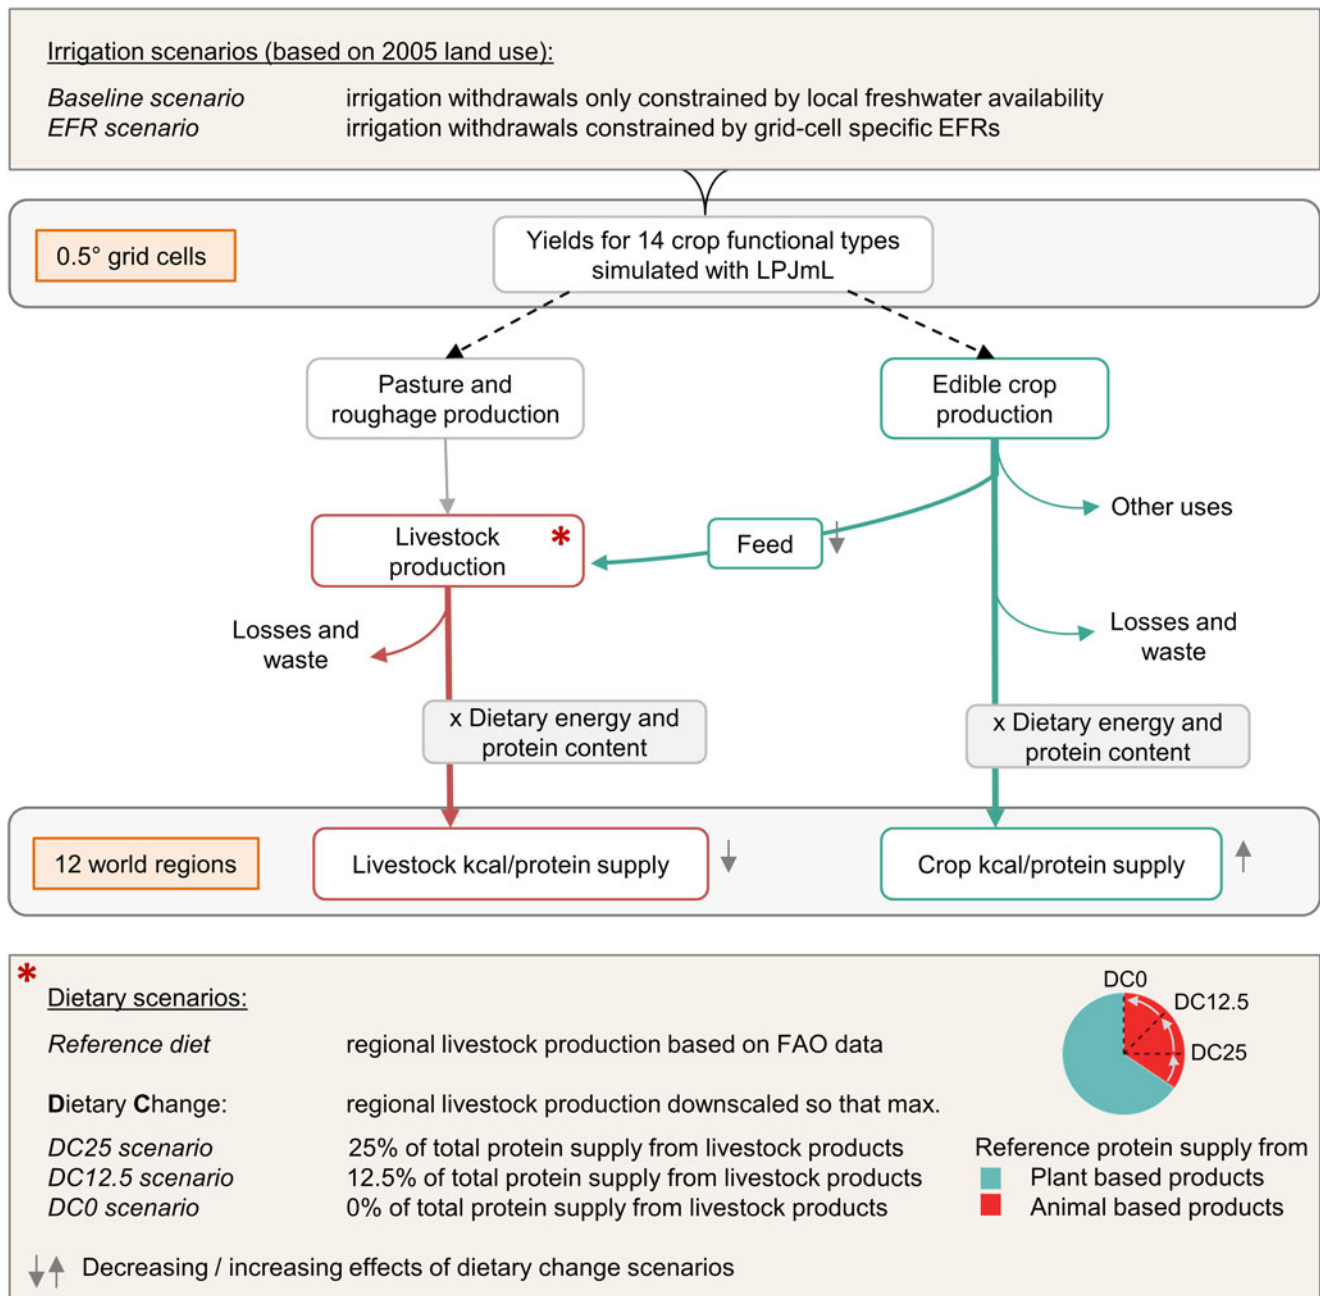 Irrigation scenarios (based on 2005 land use):
Baseline scenario irrigation withdrawals only constrained by local freshwater availability
EFR scenario irrigation withdrawals constrained by grid-cell specific EFRs
0.5° grid cells
Yields for 14 crop functional types
simulated with LPJmL
Pasture and
roughage production
Edible crop
production
Other uses
Livestock
production
*
Feed
Losses and
waste
Losses and
waste
x Dietary energy and
protein content
x Dietary energy and
protein content
12 world regions
Livestock kcal/protein supply
Crop kcal/protein supply
*
Dietary scenarios:
Reference diet regional livestock production based on FAO data
Dietary Change: regional livestock production downscaled so that max.
DC25 scenario 25% of total protein supply from livestock products
DC12.5 scenario 12.5% of total protein supply from livestock products
DC0 scenario 0% of total protein supply from livestock products
DC0
DC12.5
DC25
Reference protein supply from
Plant based products
Animal based products
Decreasing / increasing effects of dietary change scenarios